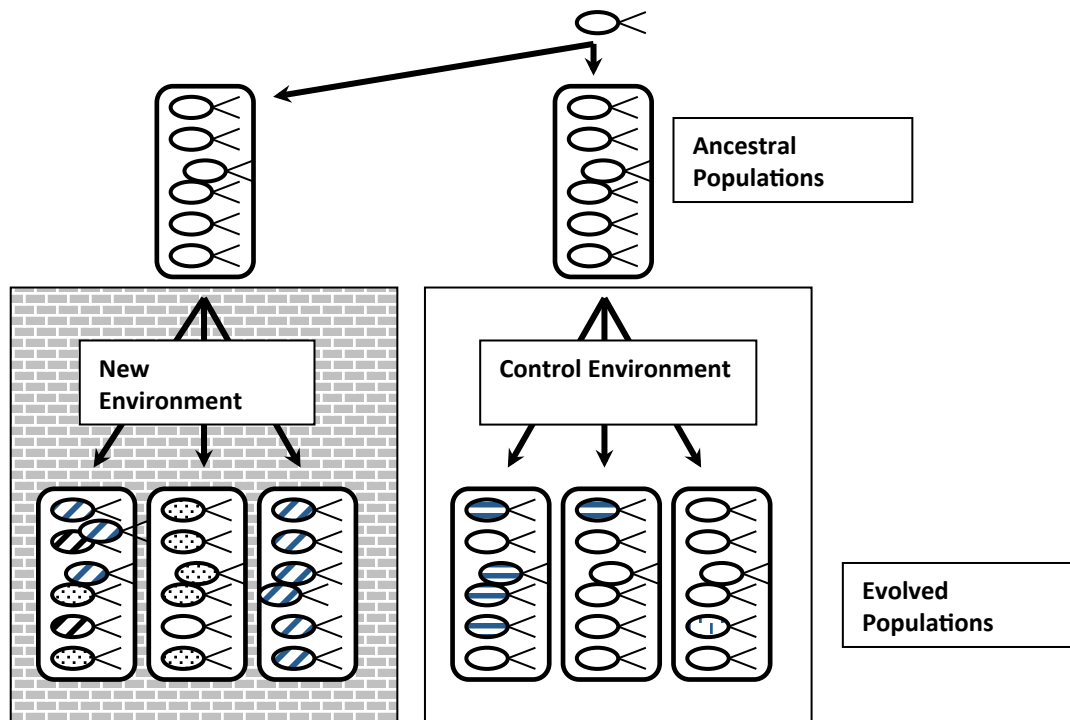 Ancestral
Populations
New
Environment
Control Environment
Evolved
Populations